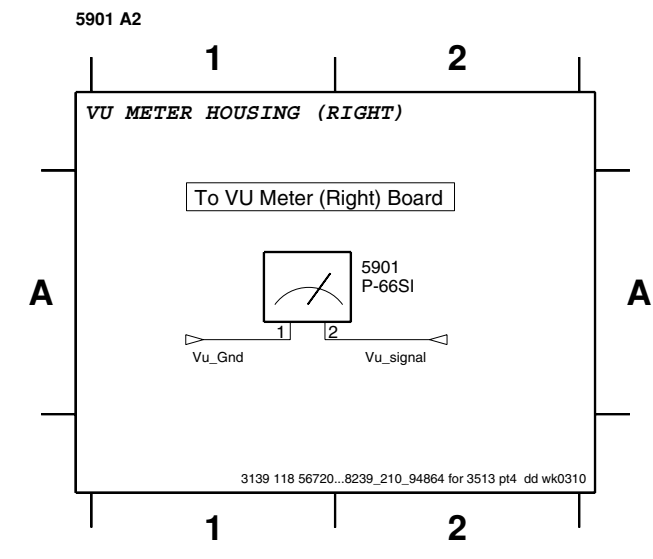 5901 A2
1 2
VU METER HOUSING (RIGHT)
To VU Meter (Right) Board
A A
5901
P-66SI
1 2
Vu_Gnd Vu_signal
3139 118 56720...8239_210_94864 for 3513 pt4 dd wk0310
1 2